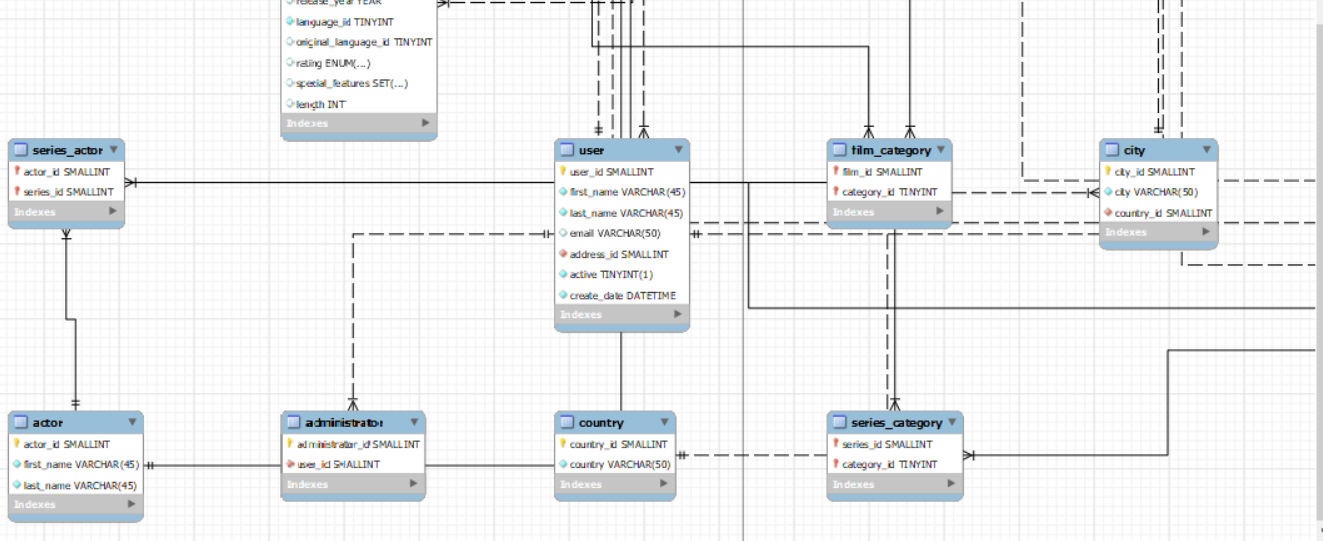 release_year YEAR
language_id TINYINT
original_language_id TINYINT
rating ENUM(...)
special_features SET(...)
length INT
Indexes
series_actor
actor_id SMALLINT
series_id SMALLINT
Indexes
user
user_id SMALLINT
first_name VARCHAR(45)
last_name VARCHAR(45)
email VARCHAR(50)
address_id SMALLINT
active TINYINT(1)
create_date DATETIME
Indexes
film_category
film_id SMALLINT
category_id TINYINT
Indexes
city
city_id SMALLINT
city VARCHAR(50)
country_id SMALLINT
Indexes
actor
actor_id SMALLINT
first_name VARCHAR(45)
last_name VARCHAR(45)
Indexes
administrator
administrator_id SMALLINT
user_id SMALLINT
Indexes
country
country_id SMALLINT
country VARCHAR(50)
Indexes
series_category
series_id SMALLINT
category_id TINYINT
Indexes